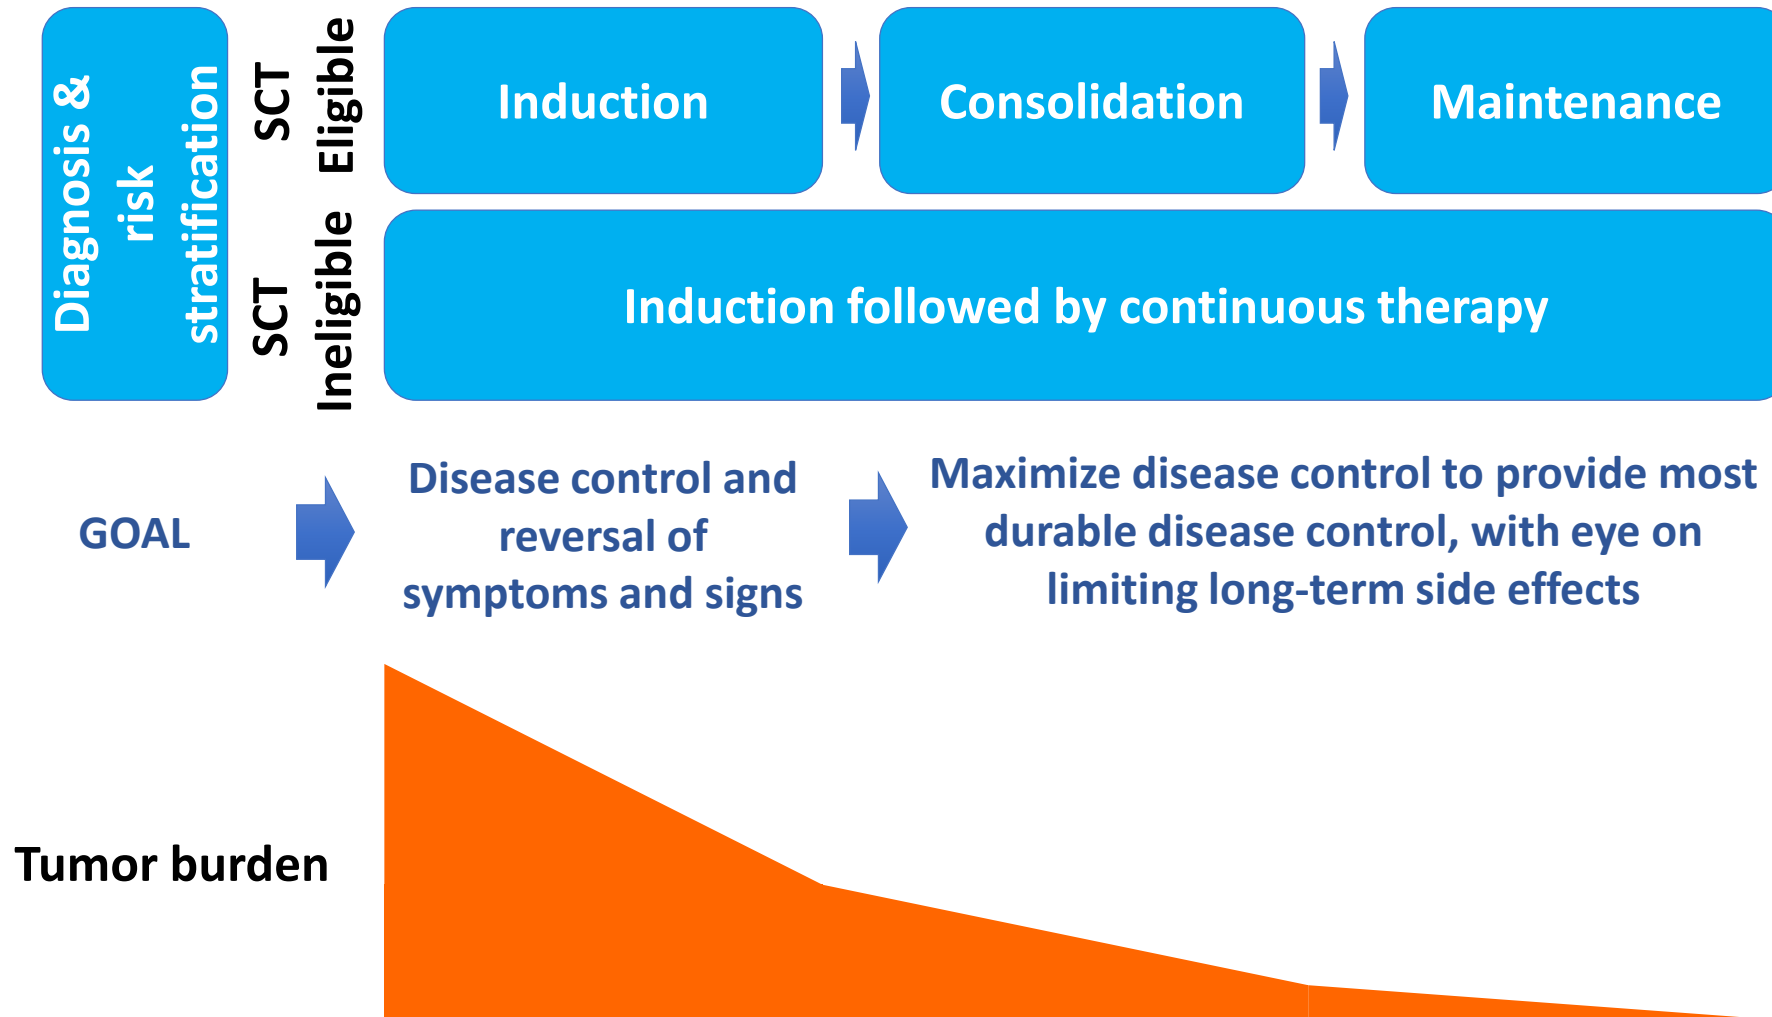 Diagnosis &
risk
stratification
SCT
Eligible
Induction
Consolidation
Maintenance
SCT
Ineligible
Induction followed by continuous therapy
GOAL
Disease control and
reversal of
symptoms and signs
Maximize disease control to provide most
durable disease control, with eye on
limiting long-term side effects
Tumor burden